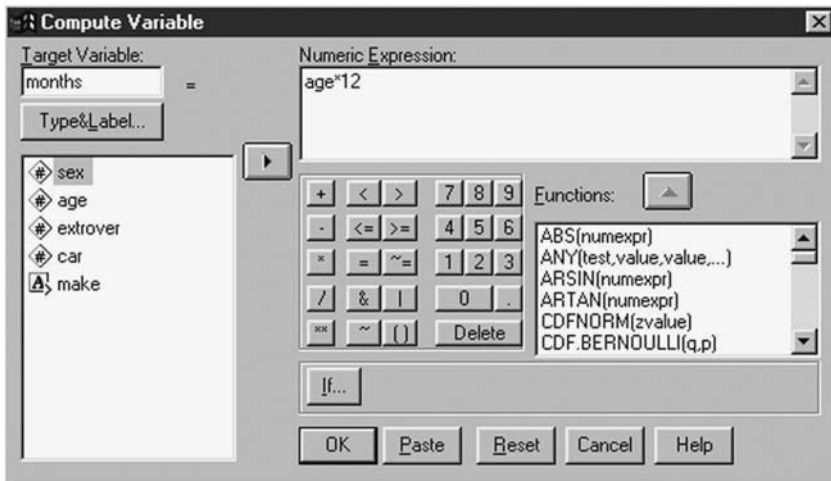 Compute Variable
Target Variable:
months
=
Type&Label...
sex
age
extrover
car
make
Numeric Expression:
age*12
+ < > 7 8 9
- <= >= 4 5 6
* = ~= 1 2 3
/ & | 0 .
** ~ () Delete
Functions:
ABS(numexpr)
ANY(test,value,value,...)
ARSIN(numexpr)
ARTAN(numexpr)
CDFNORM(zvalue)
CDF.BERNOULLI(q,p)
If...
OK Paste Reset Cancel Help